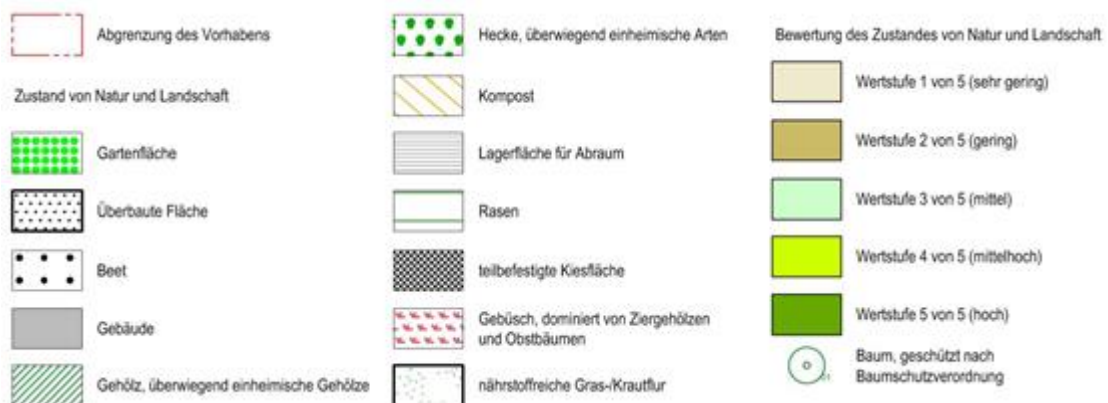 Abgrenzung des Vorhabens
Zustand von Natur und Landschaft
Gartenfläche
Überbaute Fläche
Beet
Gebäude
Gehölz, überwiegend einheimische Gehölze
Hecke, überwiegend einheimische Arten
Kompost
Lagerfläche für Abraum
Rasen
teilbefestigte Kiesfläche
Gebüsch, dominiert von Ziergehölzen
und Obstbäumen
nährstoffreiche Gras-/Krautflur
Bewertung des Zustandes von Natur und Landschaft
Wertstufe 1 von 5 (sehr gering)
Wertstufe 2 von 5 (gering)
Wertstufe 3 von 5 (mittel)
Wertstufe 4 von 5 (mittelhoch)
Wertstufe 5 von 5 (hoch)
Baum, geschützt nach
Baumschutzverordnung